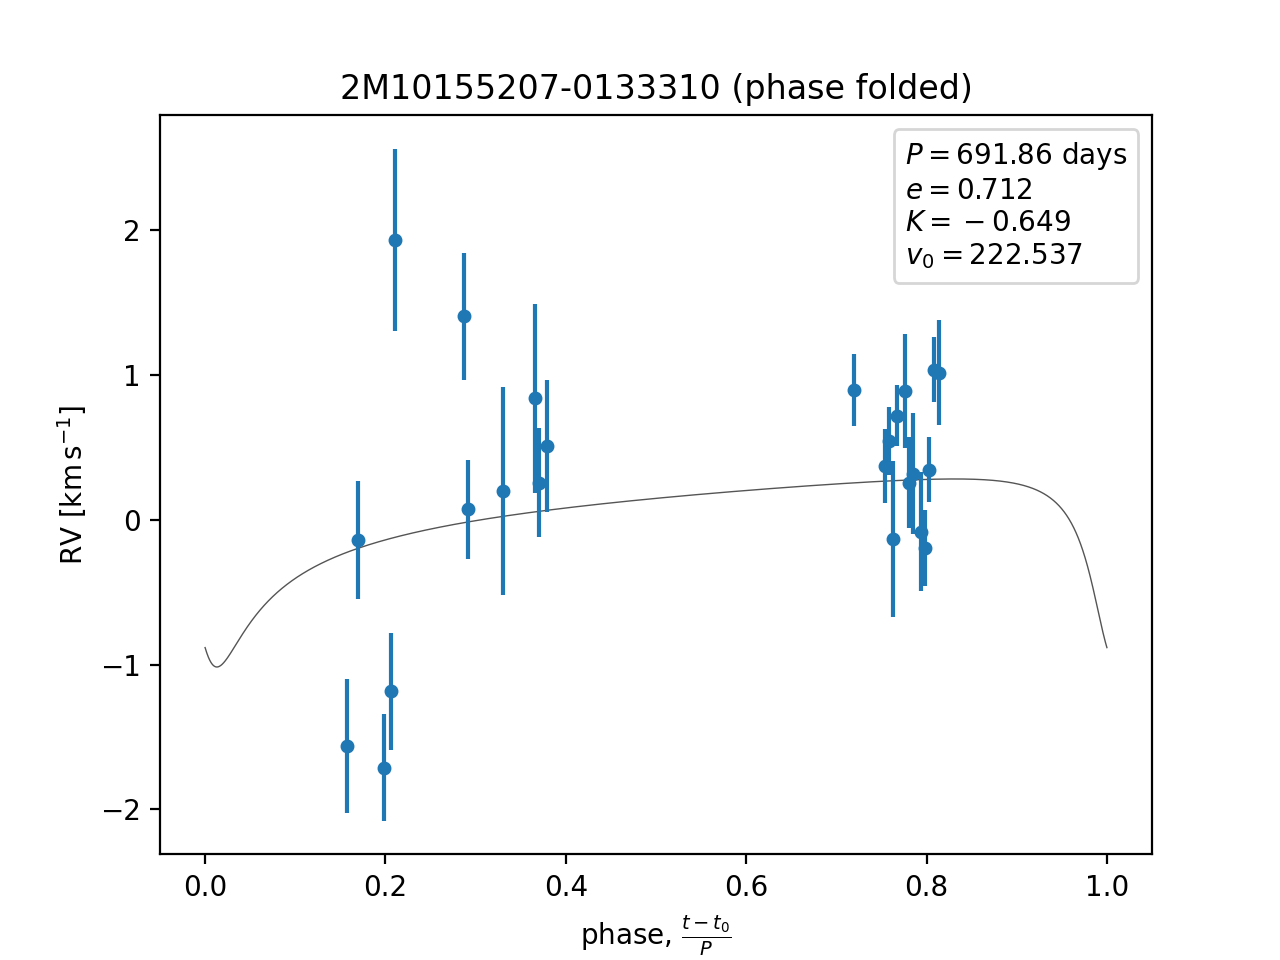 2M10155207-0133310 (phase folded)
P = 691.86 days
e = 0.712
K = −0.649
v₀ = 222.537
RV [km s⁻¹]
2
1
0
−1
−2
0.0 0.2 0.4 0.6 0.8 1.0
phase, (t − t₀)/P